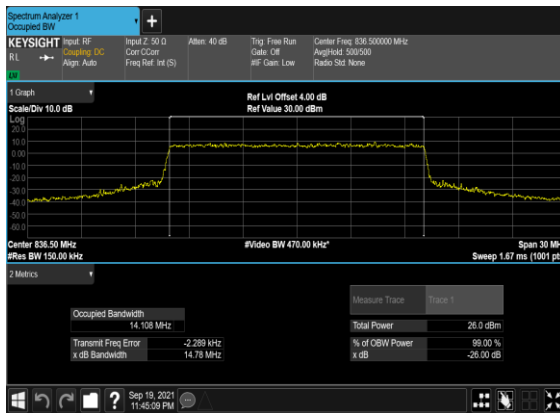 Spectrum Analyzer 1
Occupied BW
KEYSIGHT Input: RF Input Z: 50 Ω Atten: 40 dB Trig: Free Run Center Freq: 836.500000 MHz
RL Coupling: DC Corr CCorr Gate: Off Avg|Hold: 500/500
Align: Auto Freq Ref: Int (S) #IF Gain: Low Radio Std: None
1 Graph
Ref Lvl Offset 4.00 dB
Scale/Div 10.0 dB Ref Value 30.00 dBm
Log
20.0
10.0
0.00
-10.0
-20.0
-30.0
-40.0
-50.0
-60.0
Center 836.50 MHz #Video BW 470.00 kHz* Span 30 MH
#Res BW 150.00 kHz Sweep 1.67 ms (1001 pts
2 Metrics
Measure Trace Trace 1
Occupied Bandwidth
14.108 MHz Total Power 26.0 dBm
Transmit Freq Error -2.289 kHz % of OBW Power 99.00 %
x dB Bandwidth 14.78 MHz x dB -26.00 dB
Sep 19, 2021
11:45:09 PM